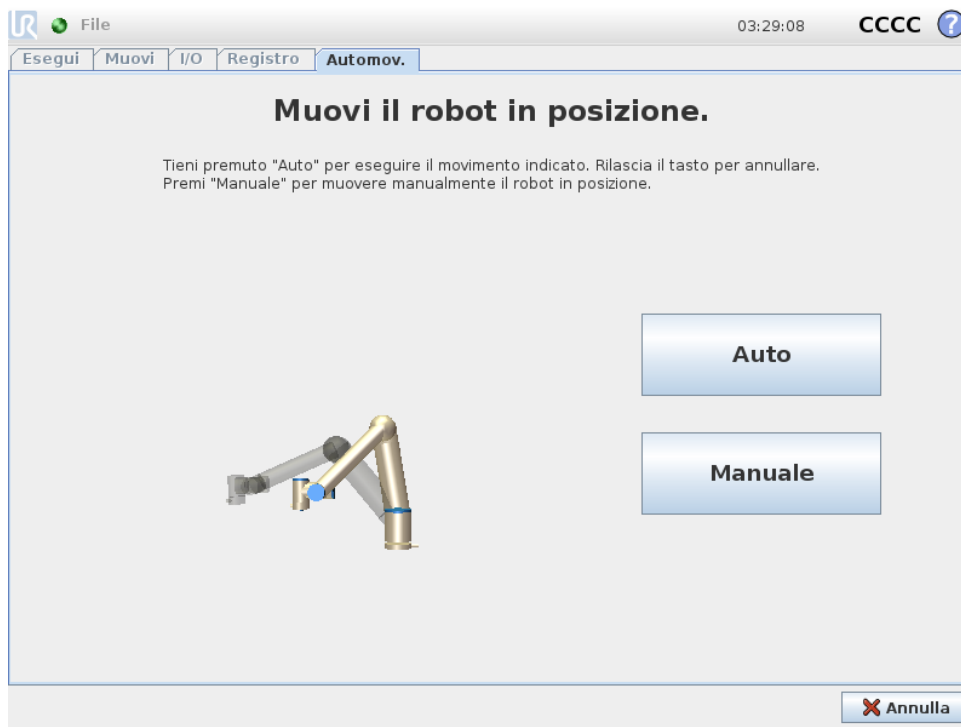 UR File 03:29:08 CCCC ?
Esegui Muovi I/O Registro Automov.
Muovi il robot in posizione.
Tieni premuto "Auto" per eseguire il movimento indicato. Rilascia il tasto per annullare.
Premi "Manuale" per muovere manualmente il robot in posizione.
Auto
Manuale
Annulla